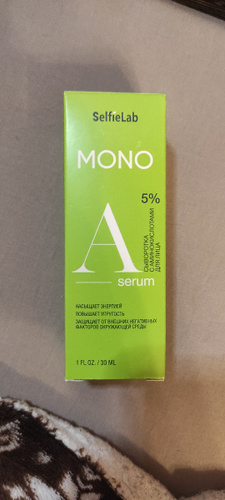 SelfieLab
MONO
5%
A
СЫВОРОТКА
С АМИНОКИСЛОТАМИ
ДЛЯ ЛИЦА
serum
НАСЫЩАЕТ ЭНЕРГИЕЙ
ПОВЫШАЕТ УПРУГОСТЬ
ЗАЩИЩАЕТ ОТ ВНЕШНИХ НЕГАТИВНЫХ
ФАКТОРОВ ОКРУЖАЮЩЕЙ СРЕДЫ
1 FL OZ. / 30 ML